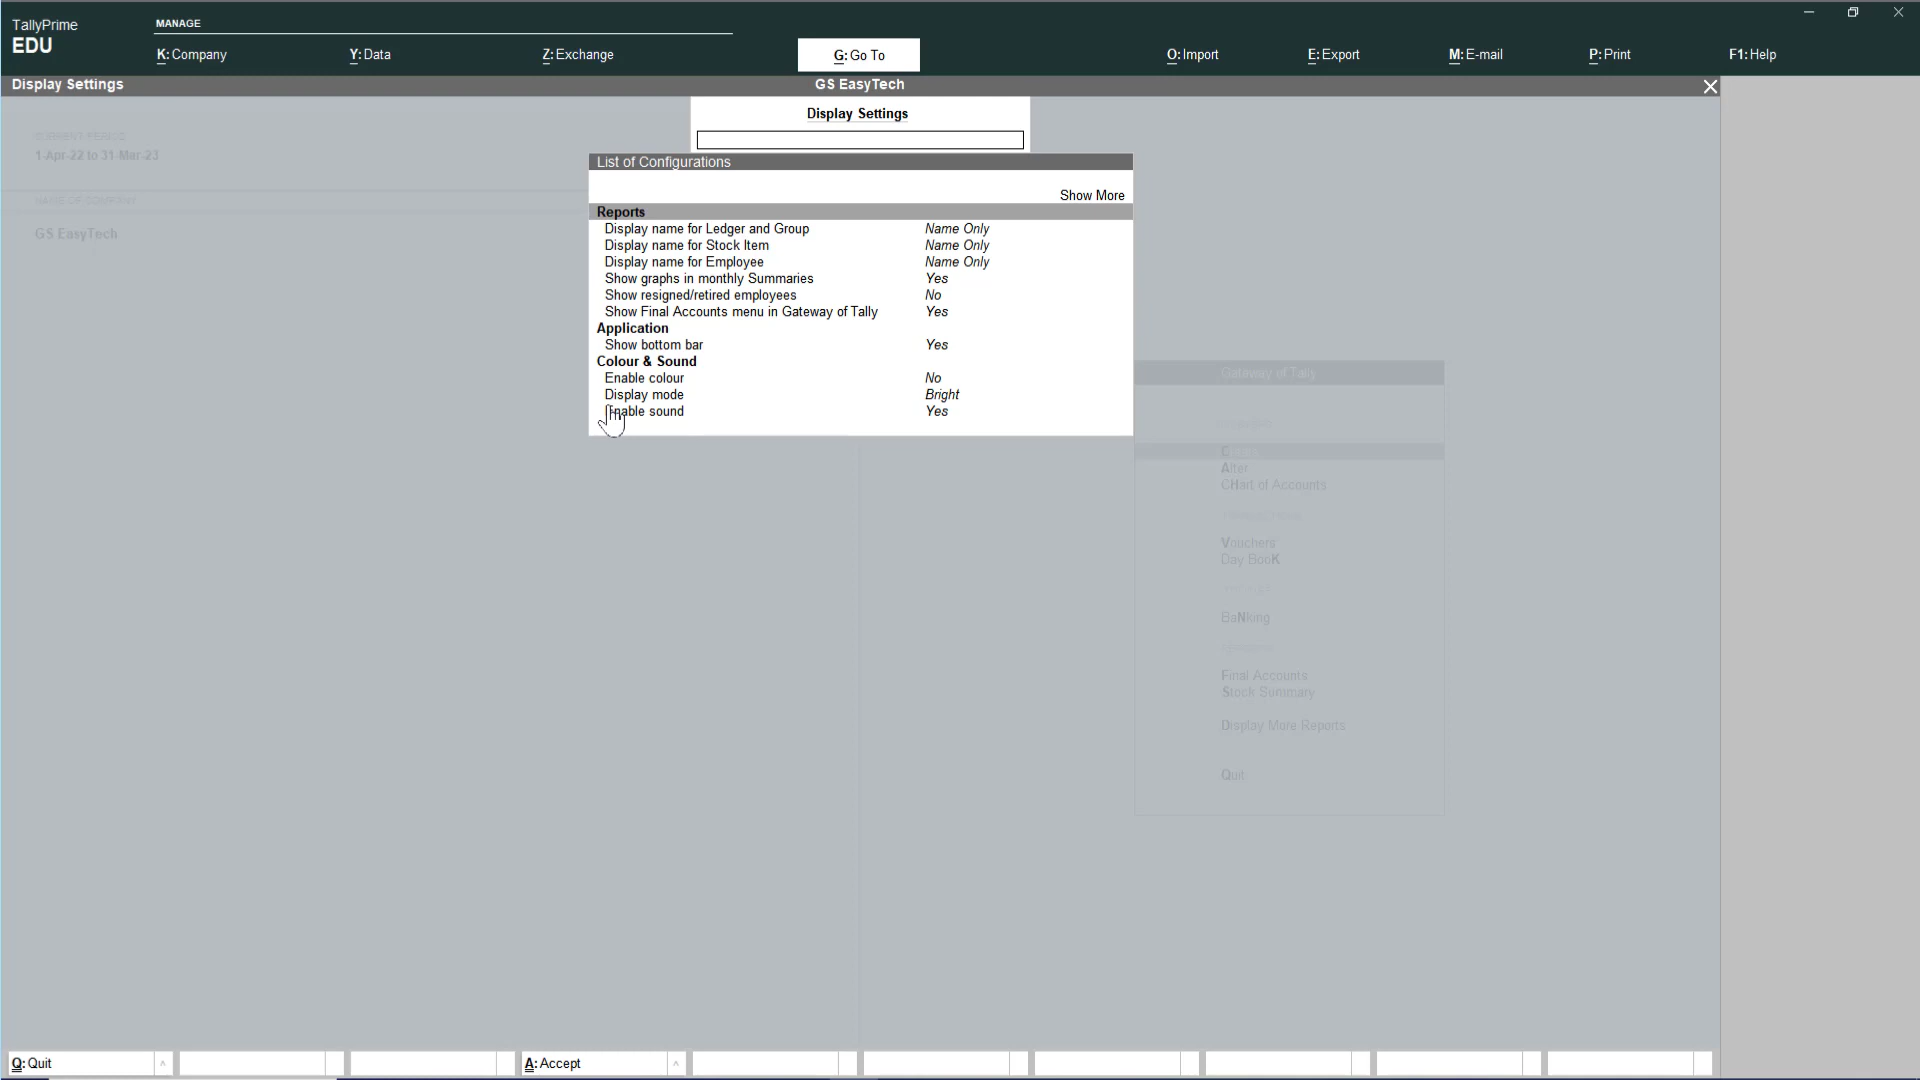 TallyPrime
EDU
MANAGE
K: Company
Y: Data
Z: Exchange
G: Go To
O: Import
E: Export
M: E-mail
P: Print
F1: Help
Display Settings
GS EasyTech
CURRENT PERIOD
1-Apr-22 to 31-Mar-23
NAME OF COMPANY
GS EasyTech
Display Settings
List of Configurations
Show More
Reports
Display name for Ledger and Group Name Only
Display name for Stock Item Name Only
Display name for Employee Name Only
Show graphs in monthly Summaries Yes
Show resigned/retired employees No
Show Final Accounts menu in Gateway of Tally Yes
Application
Show bottom bar Yes
Colour & Sound
Enable colour No
Display mode Bright
Enable sound Yes
Gateway of Tally
Alter
CHart of Accounts
Vouchers
Day BooK
BaNking
Final Accounts
Stock Summary
Display More Reports
Quit
Q: Quit
A: Accept